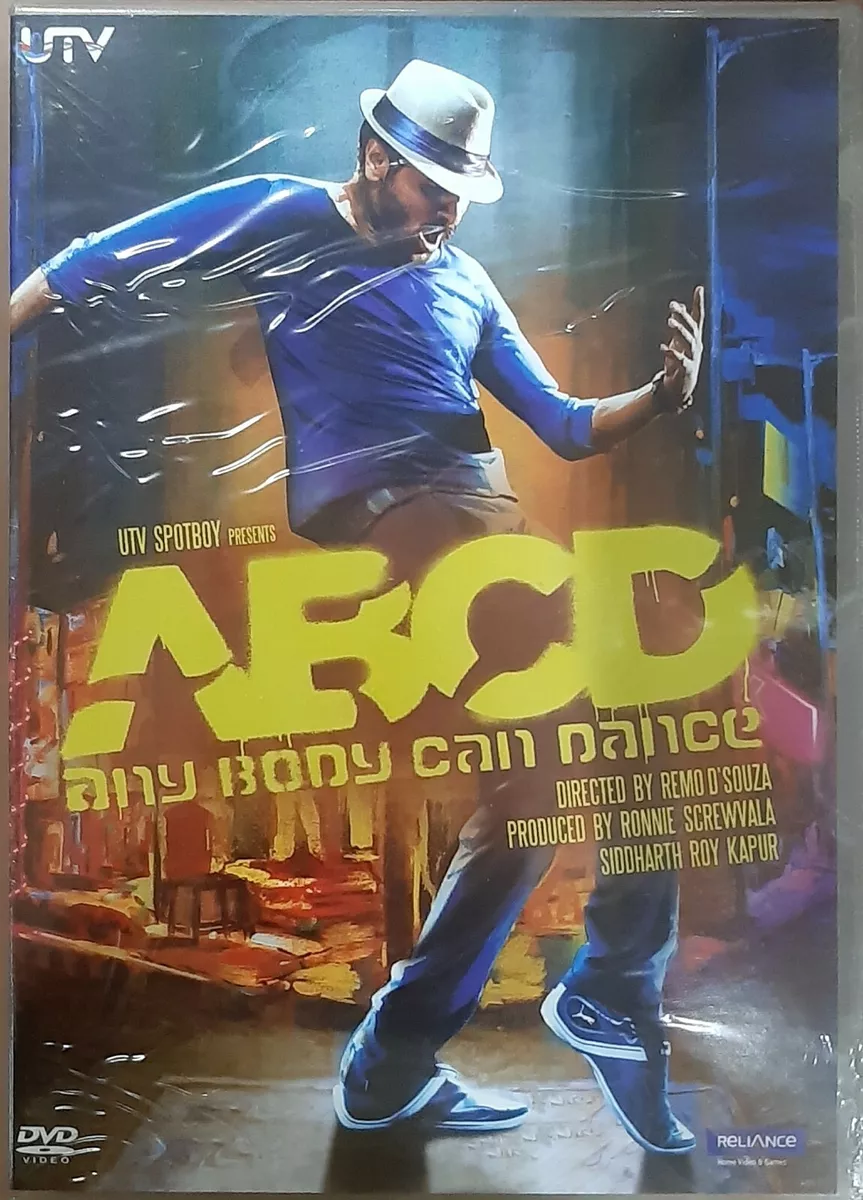 UTV
UTV SPOTBOY PRESENTS
ABCD
any BODY can Dance
DIRECTED BY REMO D'SOUZA
PRODUCED BY RONNIE SCREWVALA
SIDDHARTH ROY KAPUR
DVD
VIDEO
RELIANCE
Home Video & Games